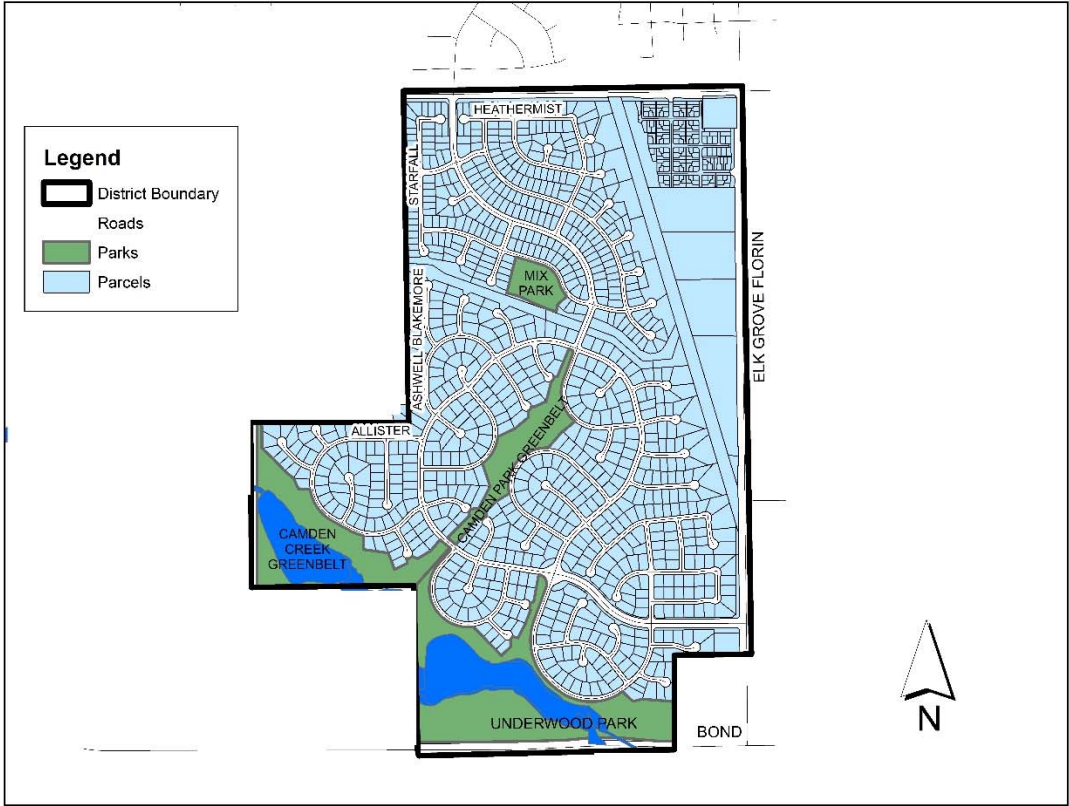 Legend
District Boundary
Roads
Parks
Parcels
HEATHERMIST
STARFALL
MIX
PARK
ASHWELL BLAKEMORE
ELK GROVE FLORIN
ALLISTER
CAMDEN PARK GREENBELT
CAMDEN
CREEK
GREENBELT
UNDERWOOD PARK
BOND
N